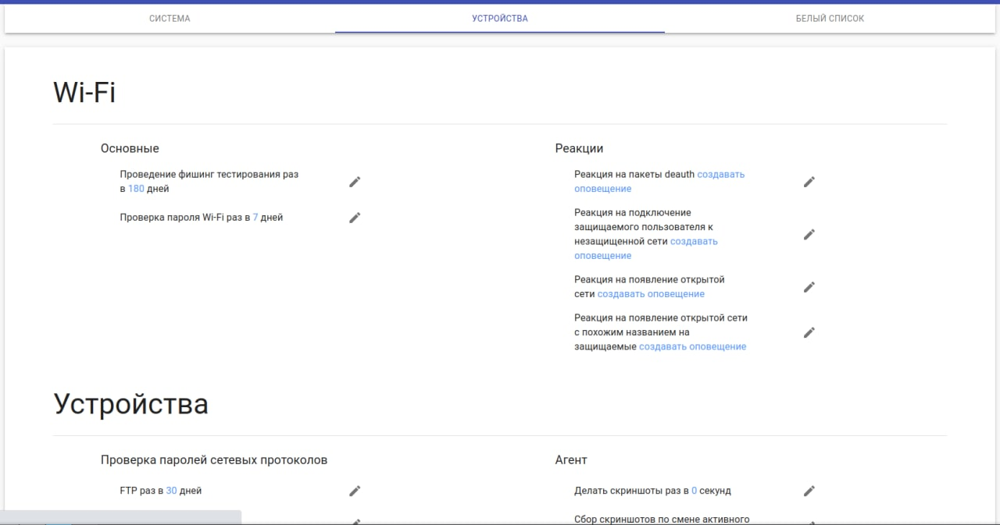 СИСТЕМА
УСТРОЙСТВА
БЕЛЫЙ СПИСОК
Wi-Fi
Основные
Проведение фишинг тестирования раз
в 180 дней
Проверка пароля Wi-Fi раз в 7 дней
Реакции
Реакция на пакеты deauth создавать
оповещение
Реакция на подключение
защищаемого пользователя к
незащищенной сети создавать
оповещение
Реакция на появление открытой
сети создавать оповещение
Реакция на появление открытой сети
с похожим названием на
защищаемые создавать оповещение
Устройства
Проверка паролей сетевых протоколов
FTP раз в 30 дней
Агент
Делать скриншоты раз в 0 секунд
Сбор скриншотов по смене активного